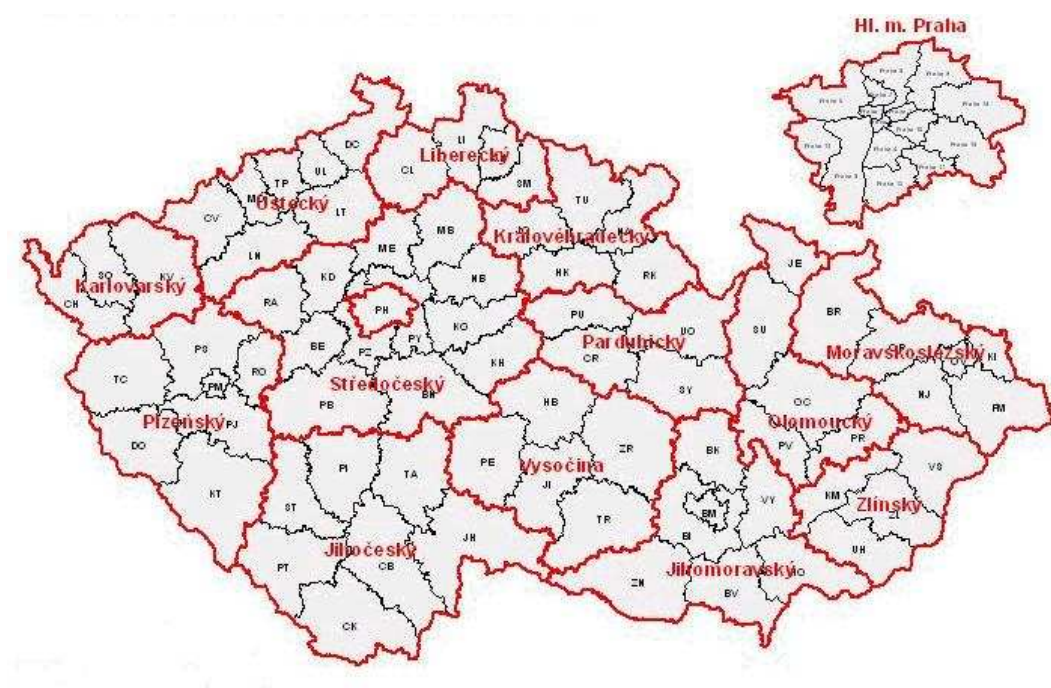 Hl. m. Praha
DC
LI
Liberecký
UL
CL
TP
SM
Ústecký
LT
TU
CV
MB
Královéhradecký
ME
LN
SO
KV
KD
NB
HK
RK
JE
Karlovarský
CH
RA
PH
BR
PU
UO
SU
KO
Pardubický
Moravskoslezský
PS
BE
PZ
PY
CR
KI
TC
RO
KH
PM
Středočeský
SY
NJ
FM
PB
BN
HB
OC
Plzeňský
PJ
Olomoucký
DO
PV
PR
ZR
BK
PE
Vysočina
VS
PI
TA
KT
JI
KM
ST
VY
Zlínský
BM
TR
BI
JH
UH
Jihočeský
PT
CB
Jihomoravský
ZN
BV
CK